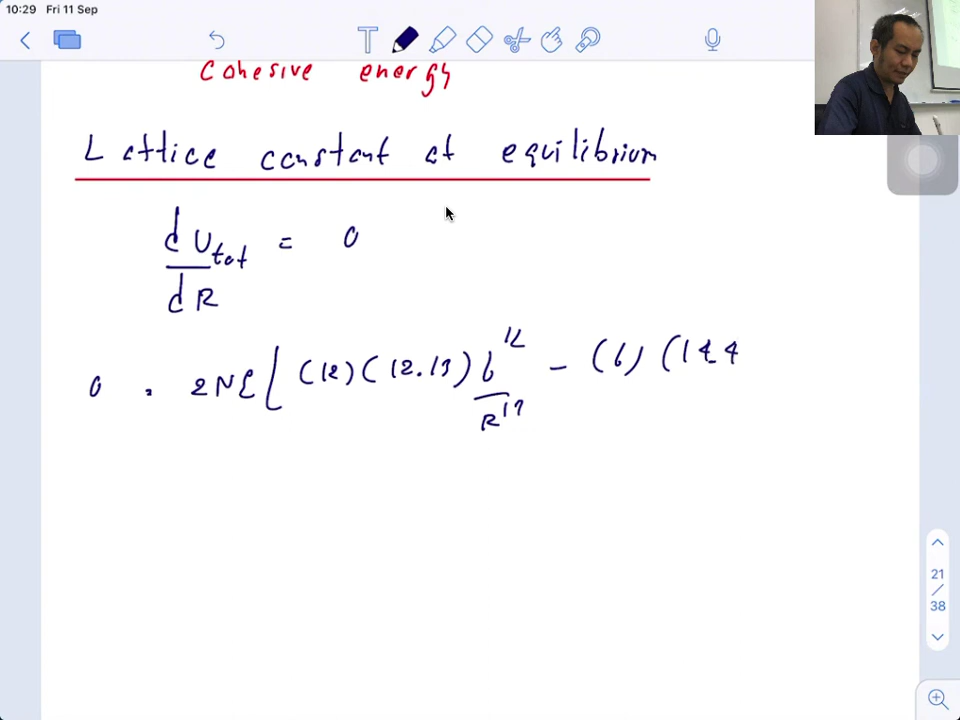 10:29 Fri 11 Sep
Cohesive energy
Lattice constant at equilibrium
dU_tot/dR = 0
0 = 2Nε[(12)(12.13)σ^12/R^13 - (6)(14.4
21
/
38